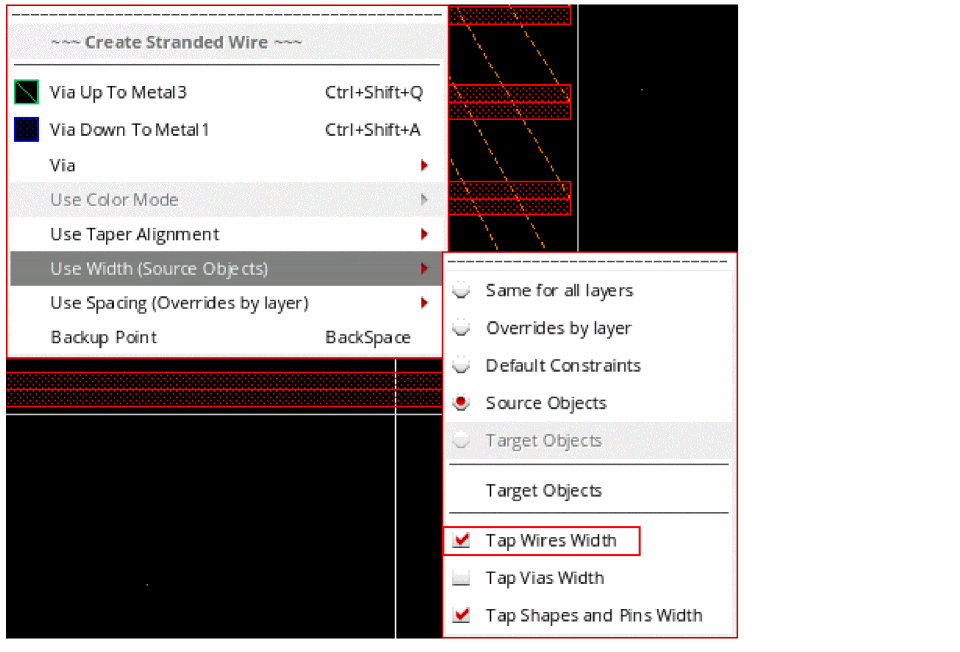 ~~~ Create Stranded Wire ~~~
Via Up To Metal3 Ctrl+Shift+Q
Via Down To Metal1 Ctrl+Shift+A
Via
Use Color Mode
Use Taper Alignment
Use Width (Source Objects)
Use Spacing (Overrides by layer)
Backup Point BackSpace
Same for all layers
Overrides by layer
Default Constraints
Source Objects
Target Objects
Target Objects
Tap Wires Width
Tap Vias Width
Tap Shapes and Pins Width